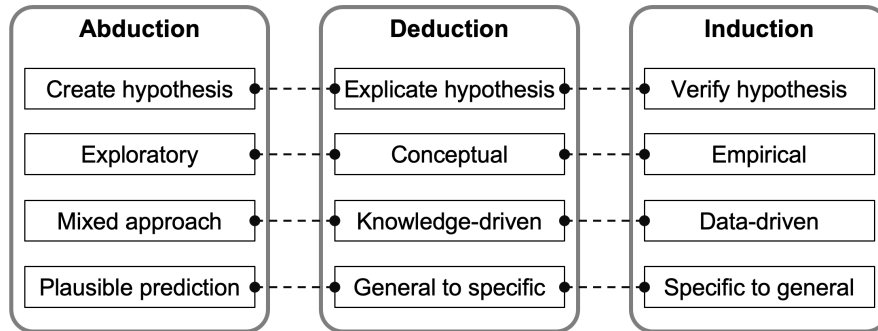 Abduction
Create hypothesis
Exploratory
Mixed approach
Plausible prediction
Deduction
Explicate hypothesis
Conceptual
Knowledge-driven
General to specific
Induction
Verify hypothesis
Empirical
Data-driven
Specific to general